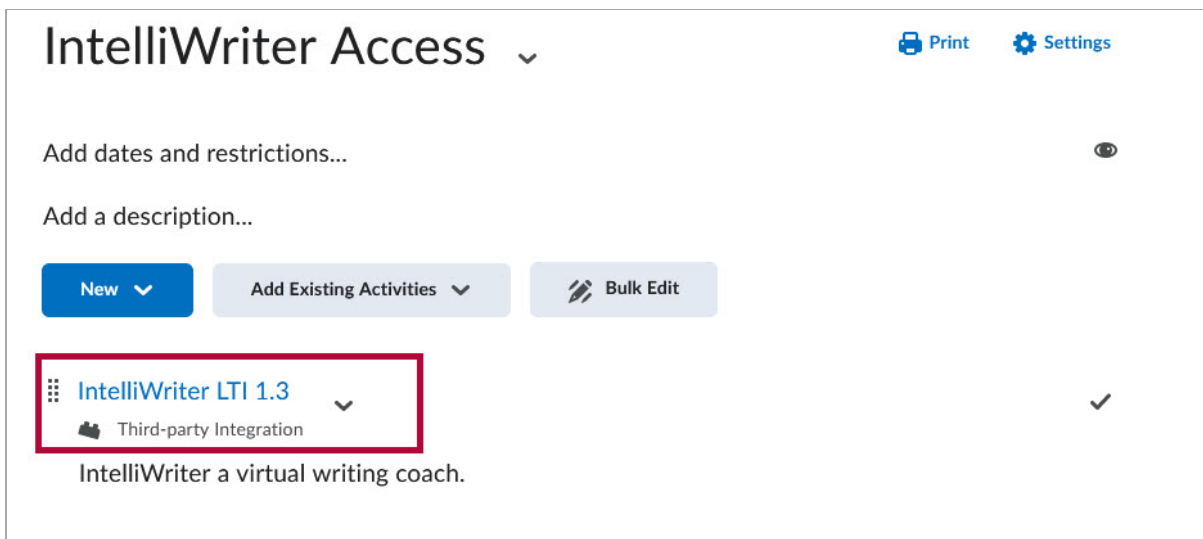 IntelliWriter Access
Print
Settings
Add dates and restrictions...
Add a description...
New
Add Existing Activities
Bulk Edit
IntelliWriter LTI 1.3
Third-party Integration
IntelliWriter a virtual writing coach.